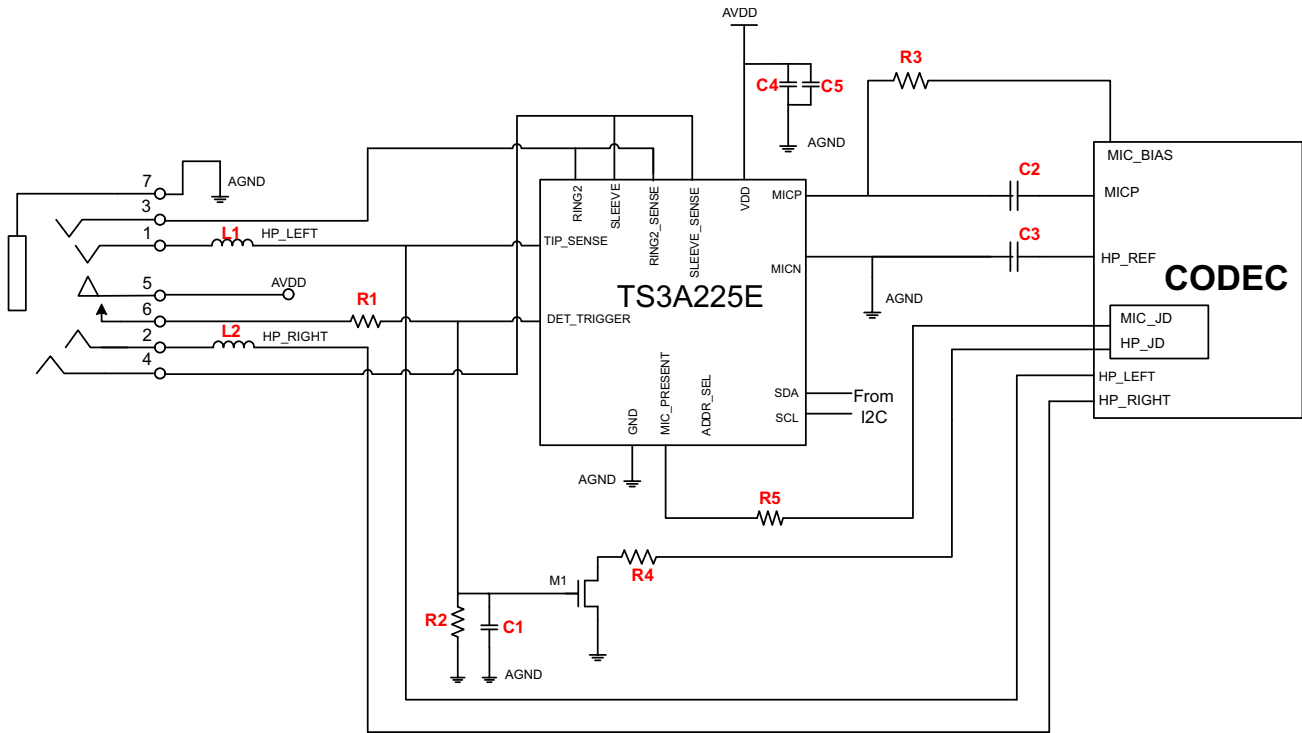 AVDD
R3
C4
C5
AGND
MIC_BIAS
C2
MICP
MICP
7
AGND
3
RING2
SLEEVE
RING2_SENSE
SLEEVE_SENSE
VDD
1
L1
HP_LEFT
TIP_SENSE
C3
MICN
HP_REF
CODEC
5
AVDD
R1
TS3A225E
AGND
6
DET_TRIGGER
MIC_JD
2
L2
HP_RIGHT
HP_JD
4
HP_LEFT
GND
MIC_PRESENT
ADDR_SEL
SDA
SCL
From
I2C
HP_RIGHT
AGND
R5
R4
M1
R2
C1
AGND